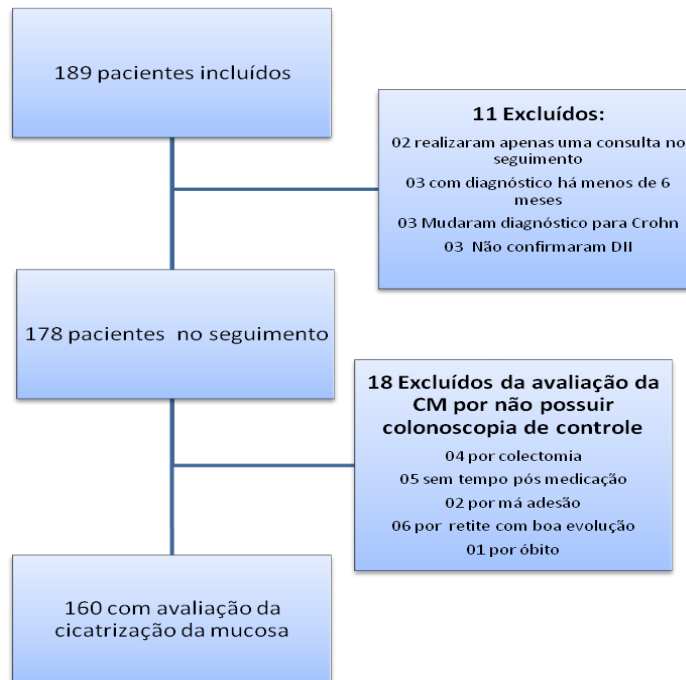 189 pacientes incluídos
11 Excluídos:
02 realizaram apenas uma consulta no
seguimento
03 com diagnóstico há menos de 6
meses
03 Mudaram diagnóstico para Crohn
03 Não confirmaram DII
178 pacientes no seguimento
18 Excluídos da avaliação da
CM por não possuir
colonoscopia de controle
04 por colectomia
05 sem tempo pós medicação
02 por má adesão
06 por retite com boa evolução
01 por óbito
160 com avaliação da
cicatrização da mucosa